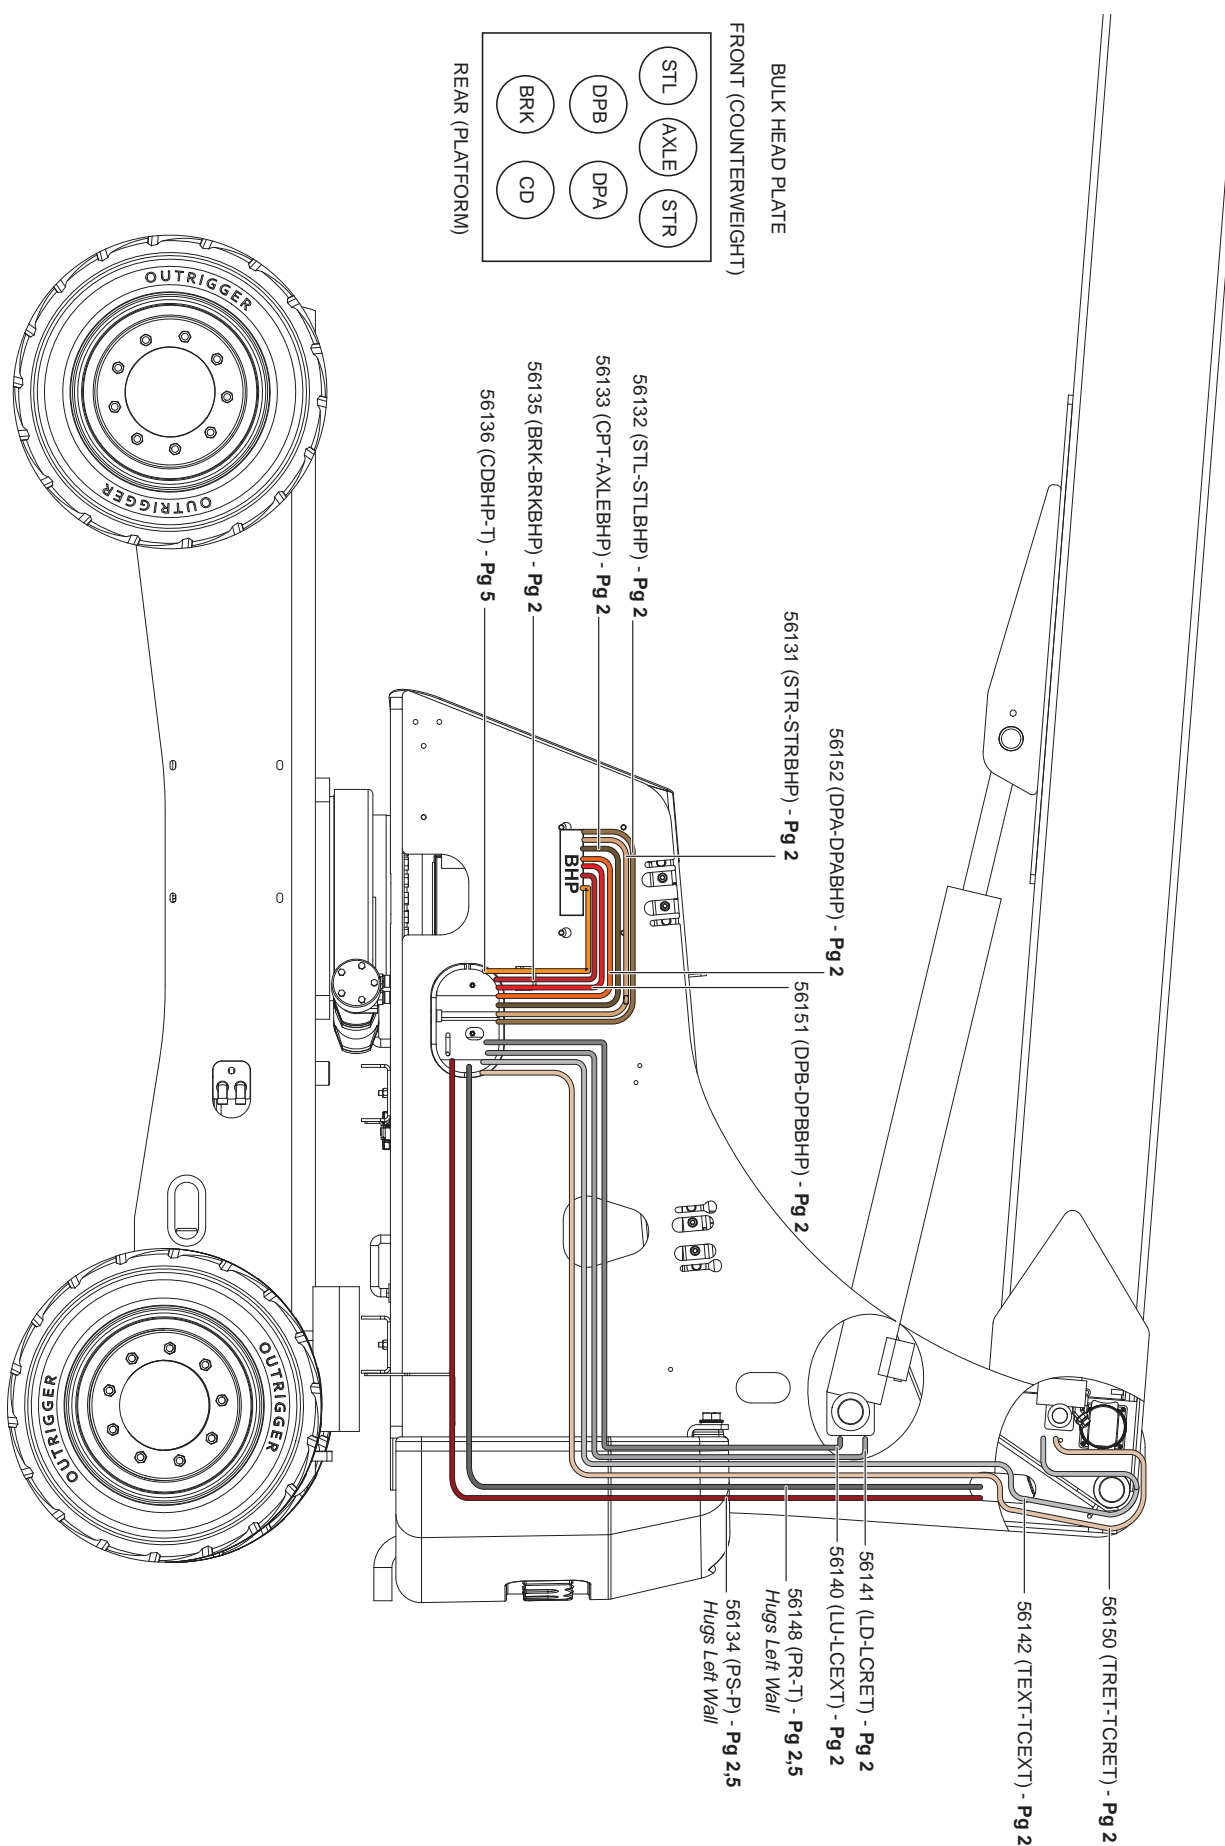 BULK HEAD PLATE
FRONT (COUNTERWEIGHT)
STL
AXLE
STR
DPB
DPA
BRK
CD
REAR (PLATFORM)
56150 (TRET-TCRET) - Pg 2
56142 (TEXT-TCEXT) - Pg 2
56141 (LD-LCRET) - Pg 2
56140 (LU-LCEXT) - Pg 2
56148 (PR-T) - Pg 2,5
Hugs Left Wall
56134 (PS-P) - Pg 2,5
Hugs Left Wall
56152 (DPA-DPABHP) - Pg 2
56151 (DPB-DPBBHP) - Pg 2
56131 (STR-STRBHP) - Pg 2
56132 (STL-STLBHP) - Pg 2
56133 (CPT-AXLEBHP) - Pg 2
56135 (BRK-BRKBHP) - Pg 2
56136 (CDBHP-T) - Pg 5
BHP
OUTRIGGER
OUTRIGGER
OUTRIGGER
OUTRIGGER